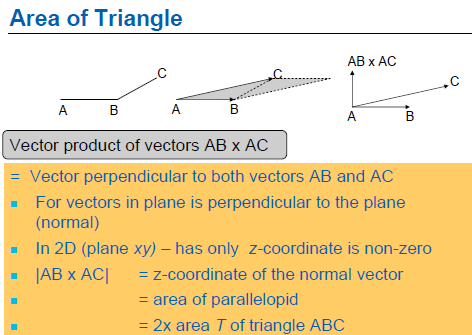 Area of Triangle
A B C
A B C
AB x AC
C
A B
Vector product of vectors AB x AC
= Vector perpendicular to both vectors AB and AC
For vectors in plane is perpendicular to the plane
(normal)
In 2D (plane xy) – has only z-coordinate is non-zero
|AB x AC| = z-coordinate of the normal vector
= area of parallelopid
= 2x area T of triangle ABC